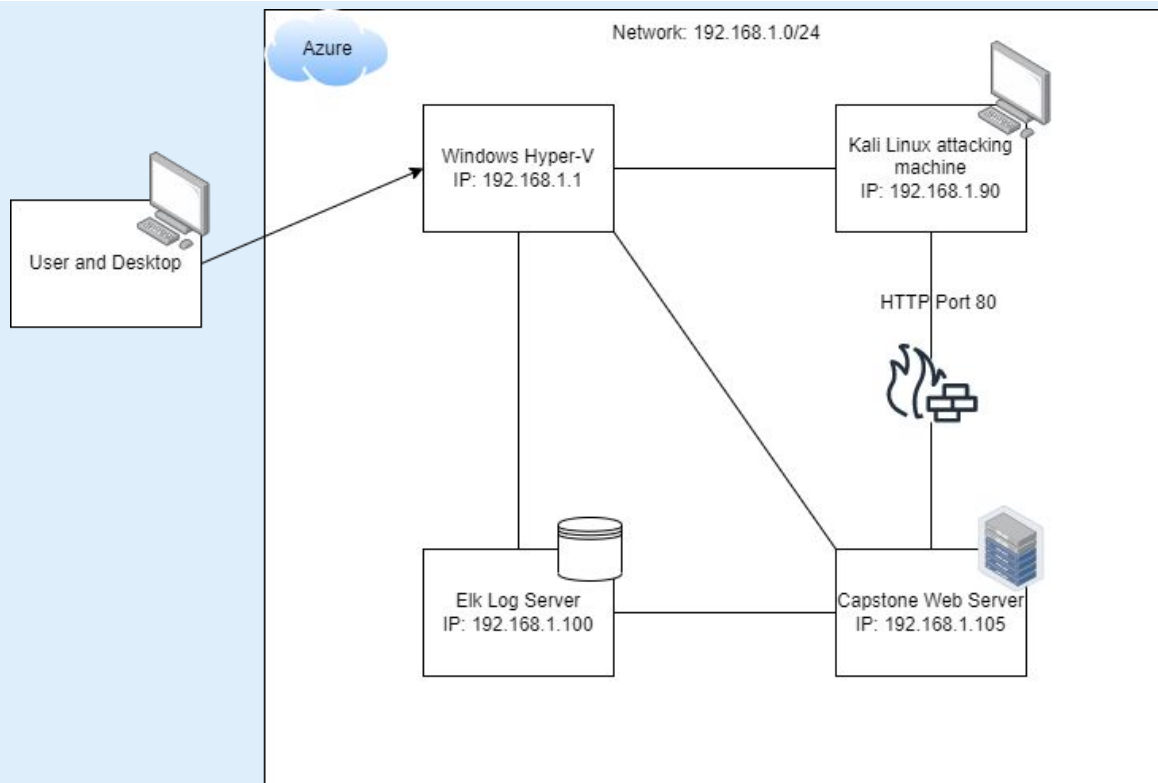 Azure
Network: 192.168.1.0/24
Windows Hyper-V
IP: 192.168.1.1
Kali Linux attacking
machine
IP: 192.168.1.90
User and Desktop
HTTP Port 80
Elk Log Server
IP: 192.168.1.100
Capstone Web Server
IP: 192.168.1.105